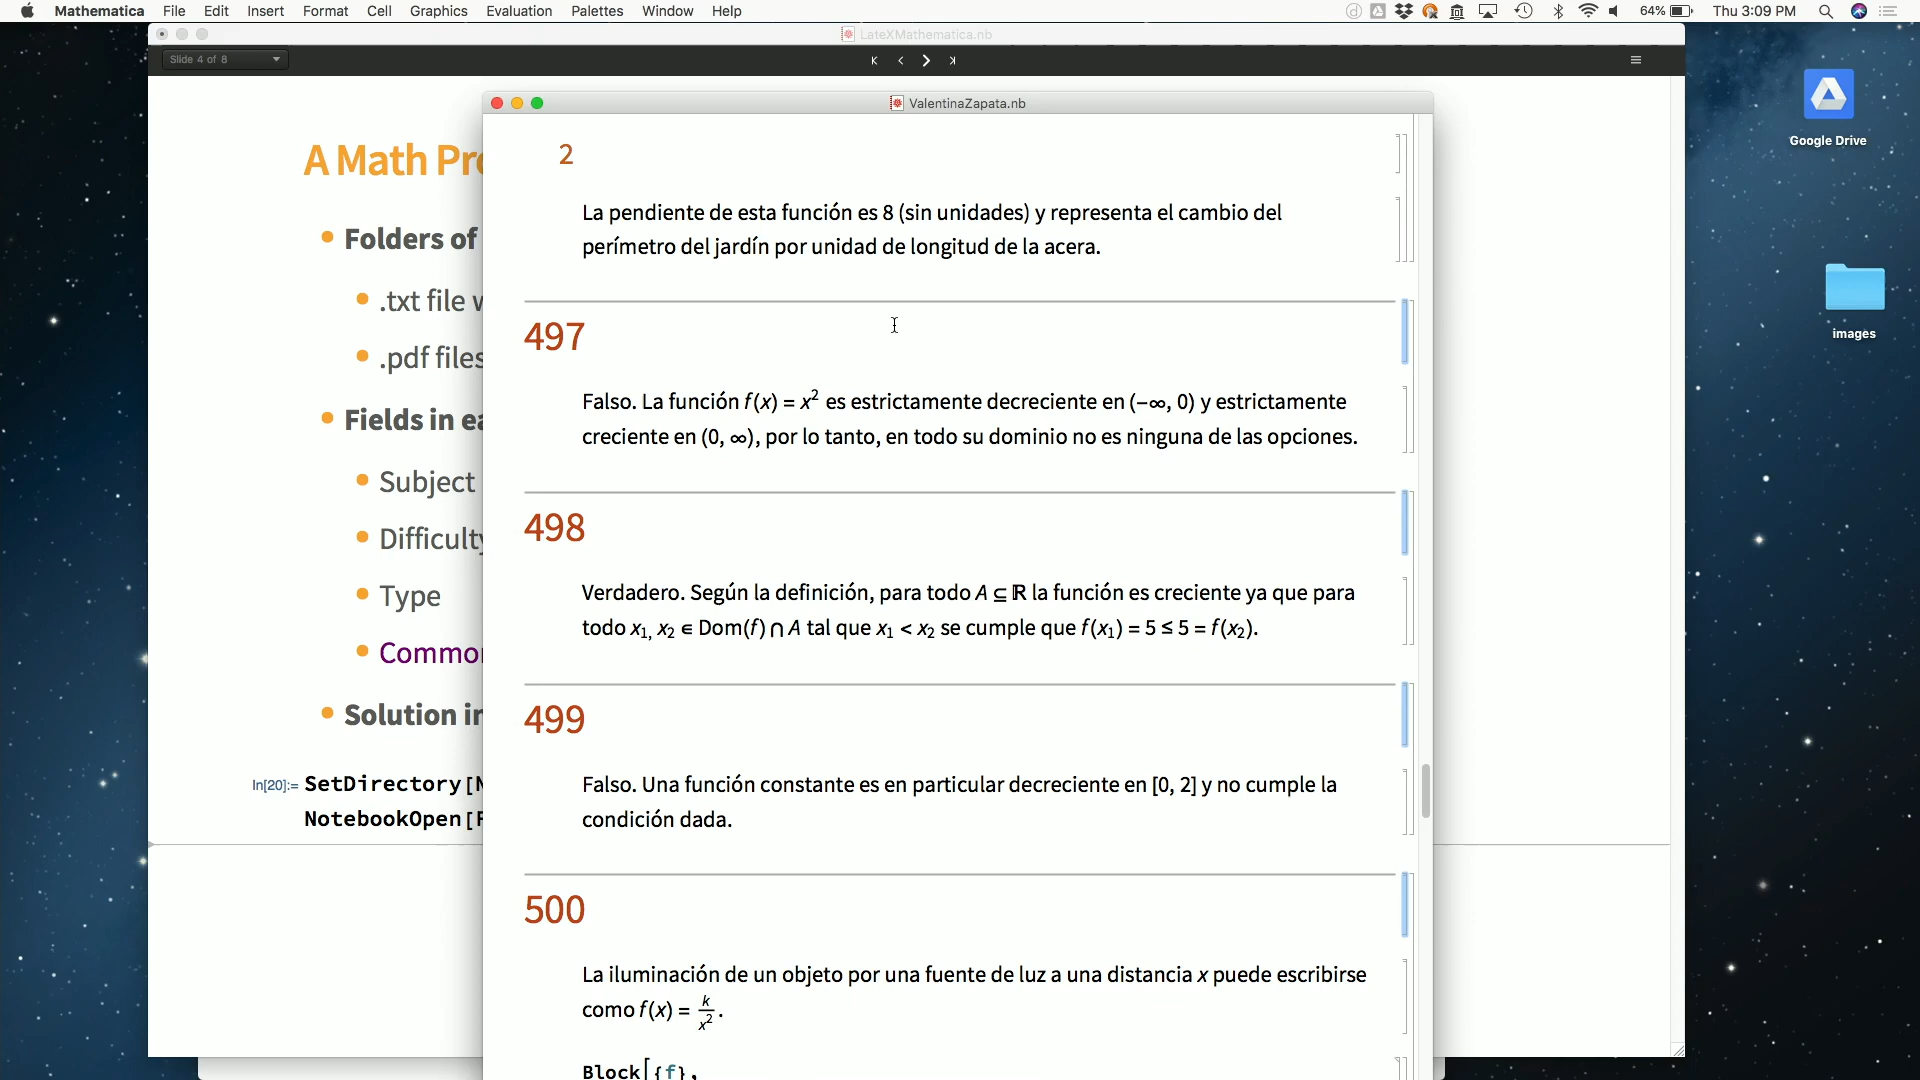 Mathematica File Edit Insert Format Cell Graphics Evaluation Palettes Window Help 64% Thu 3:09 PM
LateXMathematica.nb
Slide 4 of 8
Google Drive
images
A Math Pro
Folders of
.txt file w
.pdf files
Fields in ea
Subject
Difficulty
Type
Commo
Solution in
In[20]:= SetDirectory[N
NotebookOpen[F
ValentinaZapata.nb
2
La pendiente de esta función es 8 (sin unidades) y representa el cambio del
perímetro del jardín por unidad de longitud de la acera.
497
Falso. La función f(x) = x² es estrictamente decreciente en (−∞, 0) y estrictamente
creciente en (0, ∞), por lo tanto, en todo su dominio no es ninguna de las opciones.
498
Verdadero. Según la definición, para todo A ⊆ ℝ la función es creciente ya que para
todo x₁, x₂ ∈ Dom(f) ⋂ A tal que x₁ < x₂ se cumple que f(x₁) = 5 ≤ 5 = f(x₂).
499
Falso. Una función constante es en particular decreciente en [0, 2] y no cumple la
condición dada.
500
La iluminación de un objeto por una fuente de luz a una distancia x puede escribirse
como f(x) = k/x².
Block[{f},